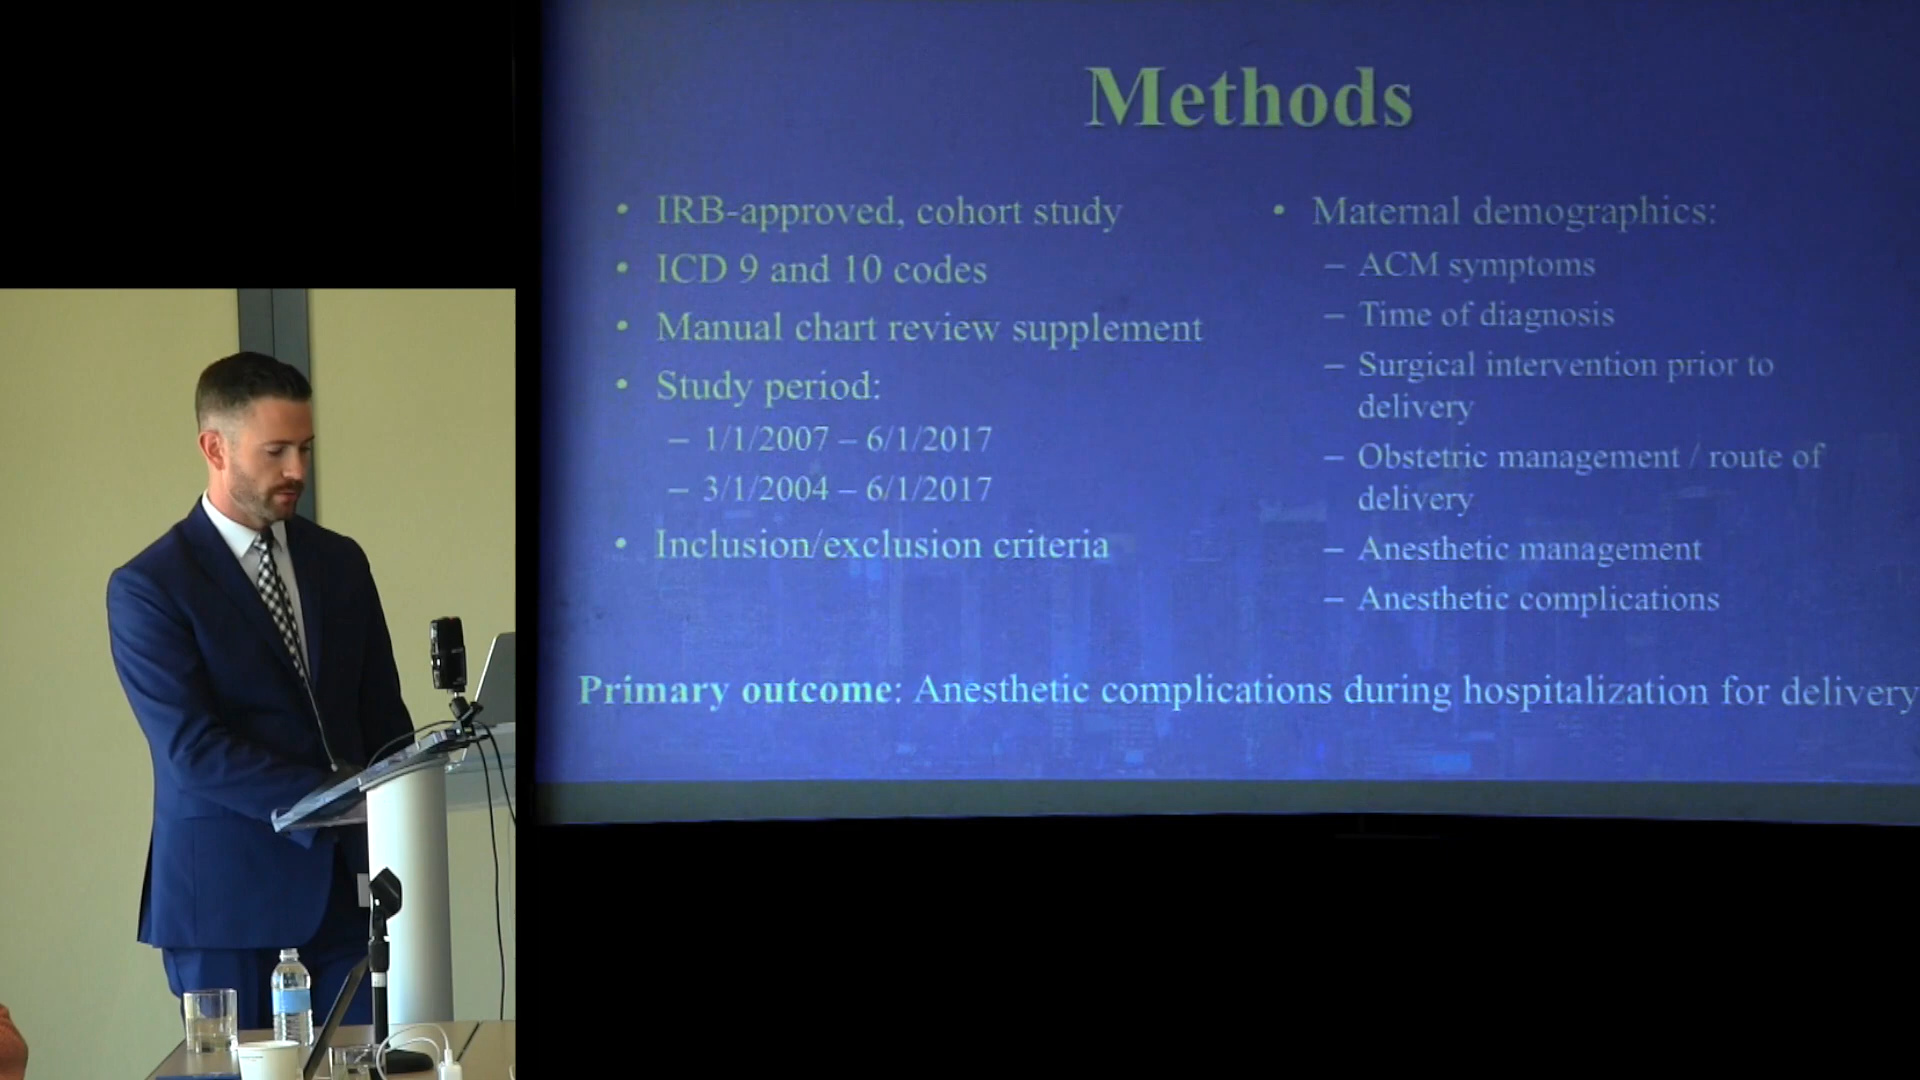 Methods
• IRB-approved, cohort study
• ICD 9 and 10 codes
• Manual chart review supplement
• Study period:
– 1/1/2007 – 6/1/2017
– 3/1/2004 – 6/1/2017
• Inclusion/exclusion criteria
• Maternal demographics:
– ACM symptoms
– Time of diagnosis
– Surgical intervention prior to
delivery
– Obstetric management / route of
delivery
– Anesthetic management
– Anesthetic complications
Primary outcome: Anesthetic complications during hospitalization for delivery